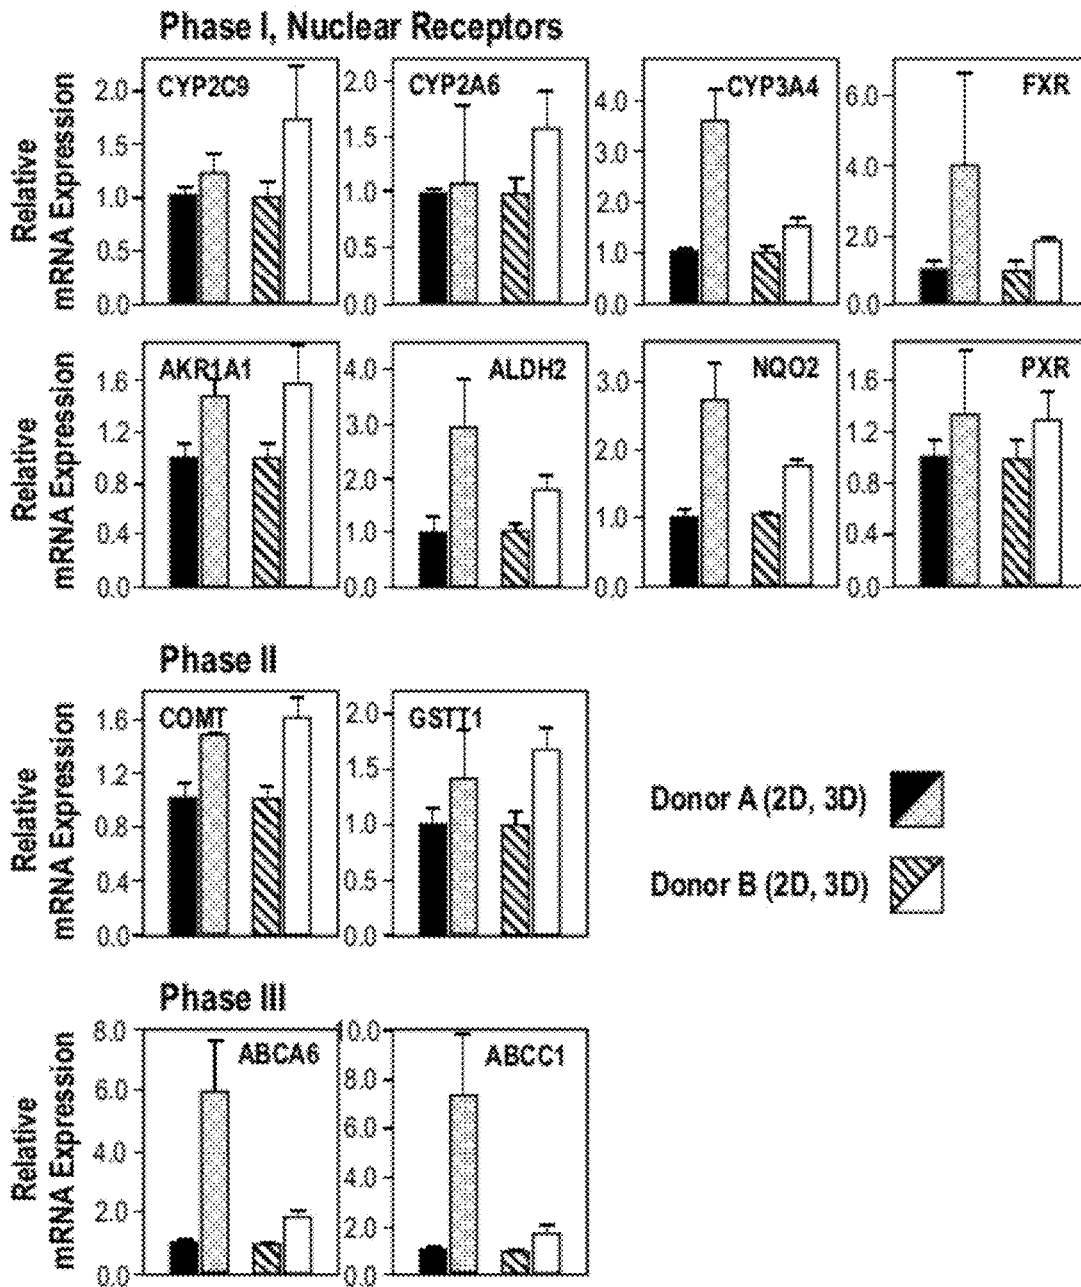 Phase I, Nuclear Receptors
Relative
mRNA Expression
2.0
1.5
1.0
0.5
0.0
CYP2C9
2.0
1.5
1.0
0.5
0.0
CYP2A6
4.0
3.0
2.0
1.0
0.0
CYP3A4
6.0
4.0
2.0
0.0
FXR
Relative
mRNA Expression
1.6
1.2
0.8
0.4
0.0
AKR1A1
4.0
3.0
2.0
1.0
0.0
ALDH2
3.0
2.0
1.0
0.0
NQO2
1.6
1.2
0.8
0.4
0.0
PXR
Phase II
Relative
mRNA Expression
1.6
1.2
0.8
0.4
0.0
COMT
2.0
1.5
1.0
0.5
0.0
GSTT1
Donor A (2D, 3D)
Donor B (2D, 3D)
Phase III
Relative
mRNA Expression
8.0
6.0
4.0
2.0
0.0
ABCA6
10.0
8.0
6.0
4.0
2.0
0.0
ABCC1